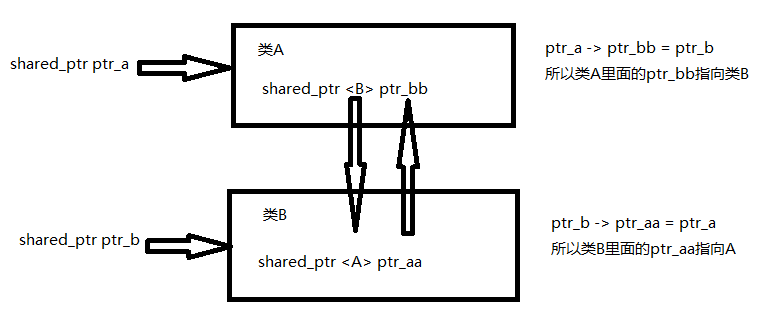 类A
shared_ptr ptr_a
shared_ptr <B> ptr_bb
ptr_a -> ptr_bb = ptr_b
所以类A里面的ptr_bb指向类B
类B
shared_ptr ptr_b
shared_ptr <A> ptr_aa
ptr_b -> ptr_aa = ptr_a
所以类B里面的ptr_aa指向A